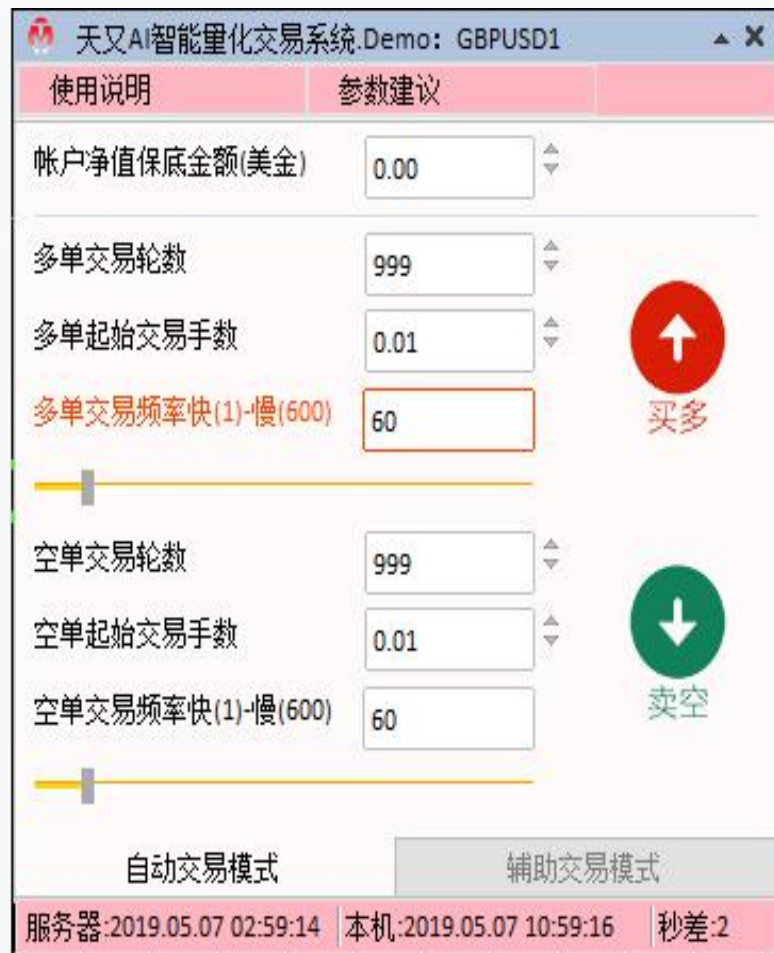 天又AI智能量化交易系统.Demo：GBPUSD1
使用说明 参数建议
帐户净值保底金额(美金) 0.00
多单交易轮数 999
多单起始交易手数 0.01
多单交易频率快(1)-慢(600) 60
买多
空单交易轮数 999
空单起始交易手数 0.01
空单交易频率快(1)-慢(600) 60
卖空
自动交易模式 辅助交易模式
服务器:2019.05.07 02:59:14 本机:2019.05.07 10:59:16 秒差:2